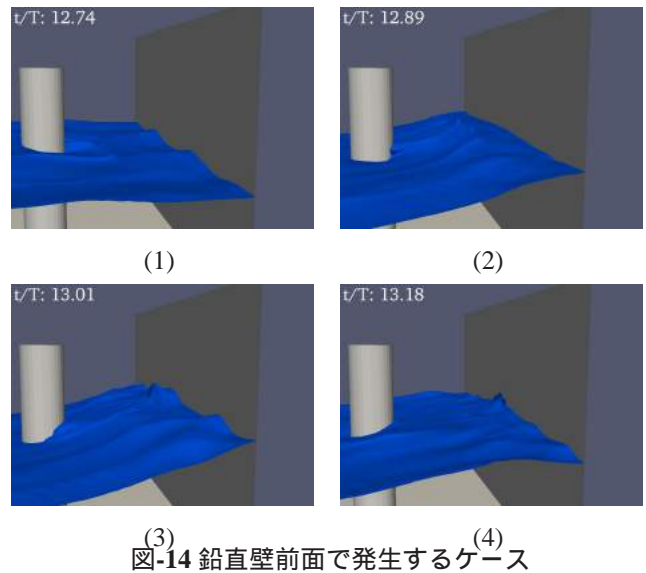 t/T: 12.74
t/T: 12.89
(1)
(2)
t/T: 13.01
t/T: 13.18
(3)
(4)
図-14 鉛直壁前面で発生するケース